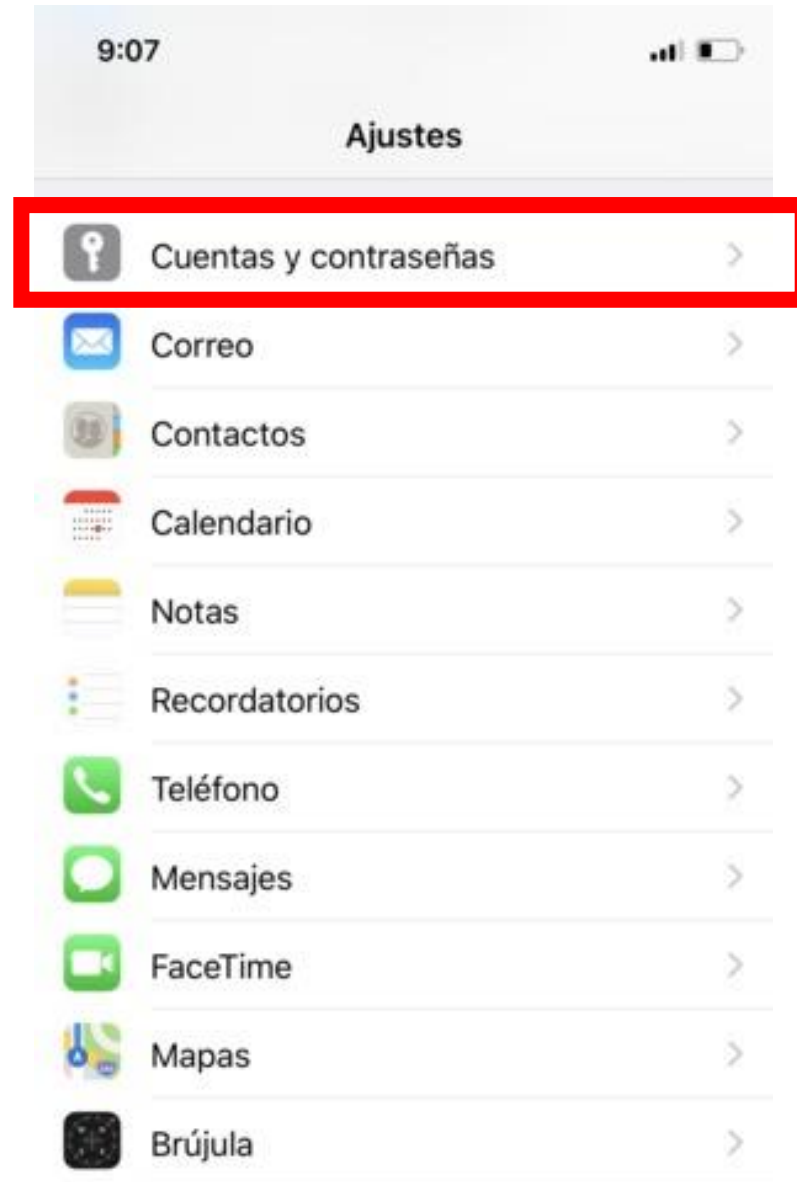 9:07
Ajustes
Cuentas y contraseñas
Correo
Contactos
Calendario
Notas
Recordatorios
Teléfono
Mensajes
FaceTime
Mapas
Brújula